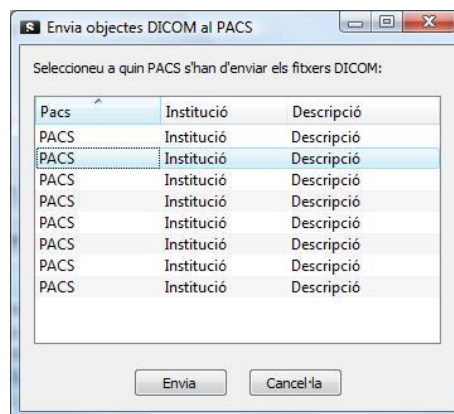 S Envia objectes DICOM al PACS
Seleccioneu a quin PACS s'han d'enviar els fitxers DICOM:
Pacs Institució Descripció
PACS Institució Descripció
PACS Institució Descripció
PACS Institució Descripció
PACS Institució Descripció
PACS Institució Descripció
PACS Institució Descripció
PACS Institució Descripció
PACS Institució Descripció
Envia Cancel·la